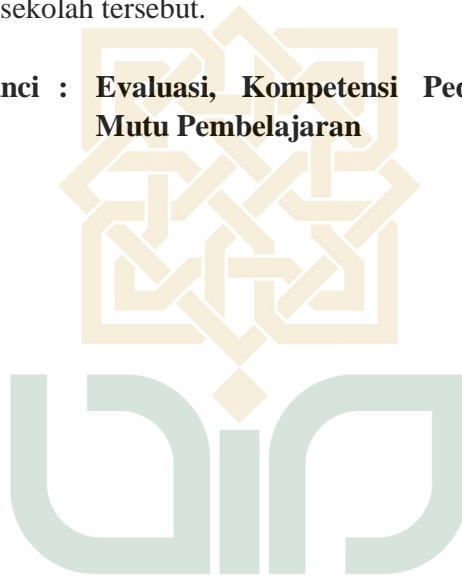 sekolah tersebut.
: Evaluasi, Kompetensi
Mutu Pembelajaran